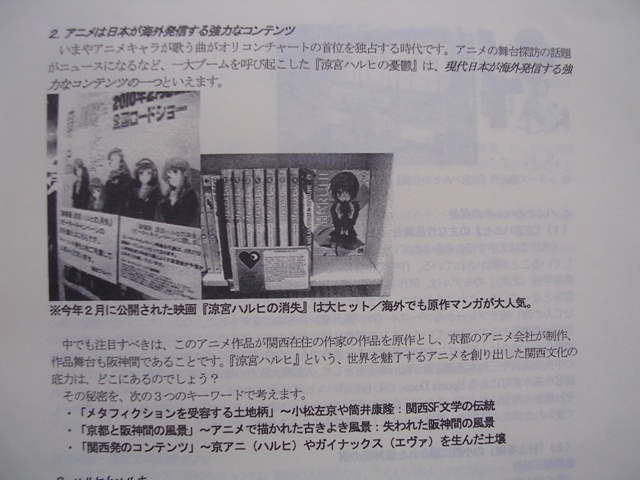 2. アニメは日本が海外発信する強力なコンテンツ
いまやアニメキャラが歌う曲がオリコンチャートの首位を独占する時代です。アニメの舞台探訪の話題
がニュースになるなど、一大ブームを呼び起こした『涼宮ハルヒの憂鬱』は、現代日本が海外発信する強
力なコンテンツの一つといえます。
2010年2月
全国ロードショー
※今年２月に公開された映画『涼宮ハルヒの消失』は大ヒット／海外でも原作マンガが大人気。
中でも注目すべきは、このアニメ作品が関西在住の作家の作品を原作とし、京都のアニメ会社が制作、
作品舞台も阪神間であることです。『涼宮ハルヒ』という、世界を魅了するアニメを創り出した関西文化の
底力は、どこにあるのでしょう？
その秘密を、次の３つのキーワードで考えます。
・「メタフィクションを受容する土地柄」～小松左京や筒井康隆：関西SF文学の伝統
・「京都と阪神間の風景」～アニメで描かれた古きよき風景：失われた阪神間の風景
・「関西発のコンテンツ」～京アニ（ハルヒ）やガイナックス（エヴァ）を生んだ土壌